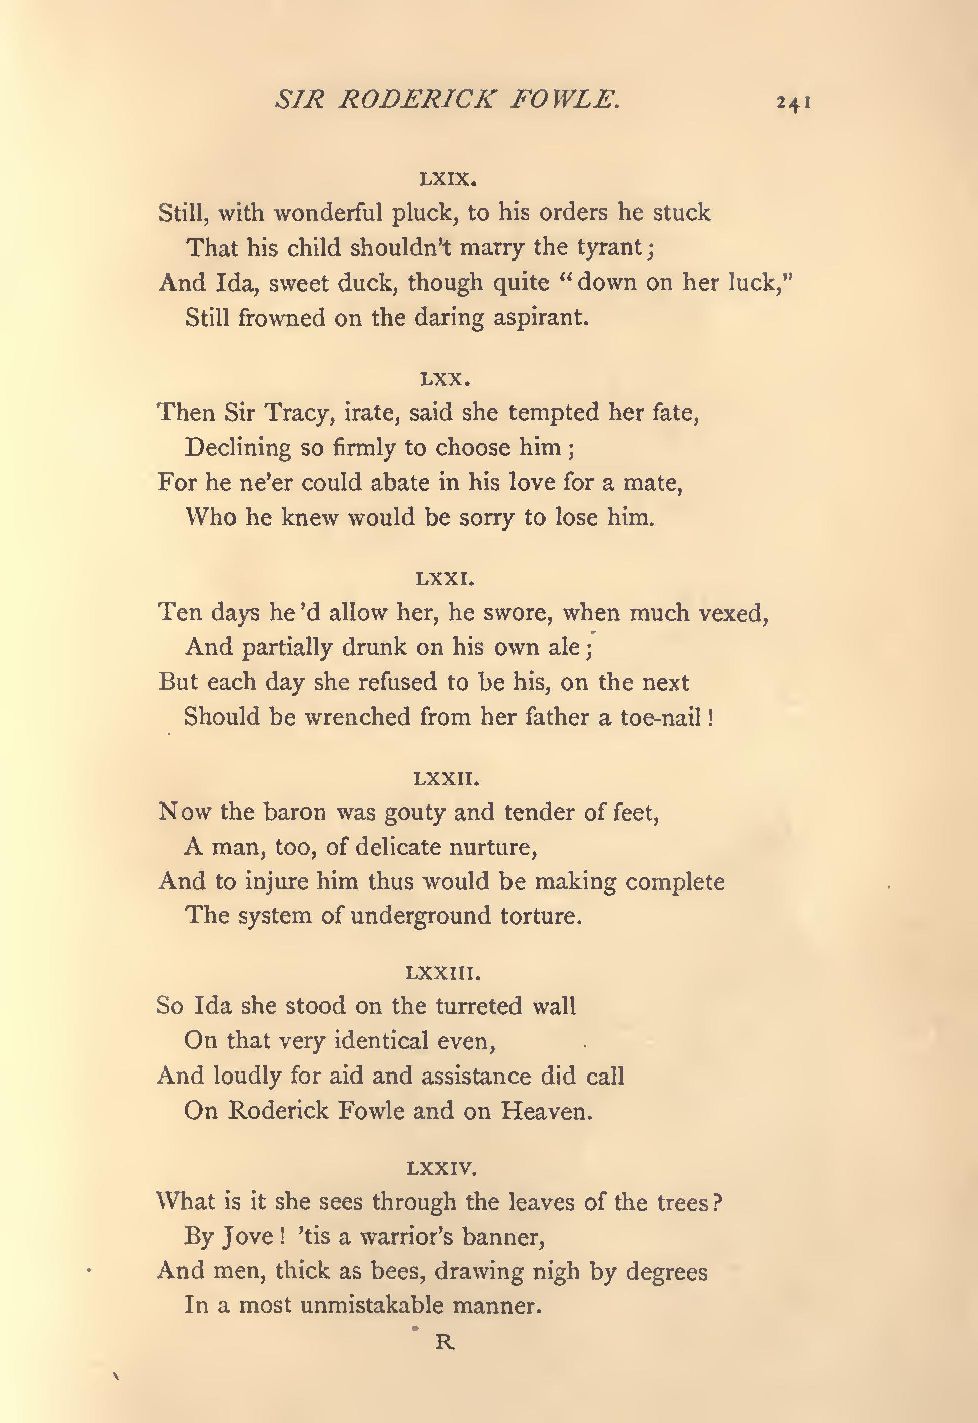 SIR RODERICK FOWLE. 241
LXIX.
Still, with wonderful pluck, to his orders he stuck
That his child shouldn't marry the tyrant;
And Ida, sweet duck, though quite "down on her luck,"
Still frowned on the daring aspirant.
LXX.
Then Sir Tracy, irate, said she tempted her fate,
Declining so firmly to choose him;
For he ne'er could abate in his love for a mate,
Who he knew would be sorry to lose him.
LXXI.
Ten days he'd allow her, he swore, when much vexed,
And partially drunk on his own ale;
But each day she refused to be his, on the next
Should be wrenched from her father a toe-nail!
LXXII.
Now the baron was gouty and tender of feet,
A man, too, of delicate nurture,
And to injure him thus would be making complete
The system of underground torture.
LXXIII.
So Ida she stood on the turreted wall
On that very identical even,
And loudly for aid and assistance did call
On Roderick Fowle and on Heaven.
LXXIV.
What is it she sees through the leaves of the trees?
By Jove! 'tis a warrior's banner,
And men, thick as bees, drawing nigh by degrees
In a most unmistakable manner.
R